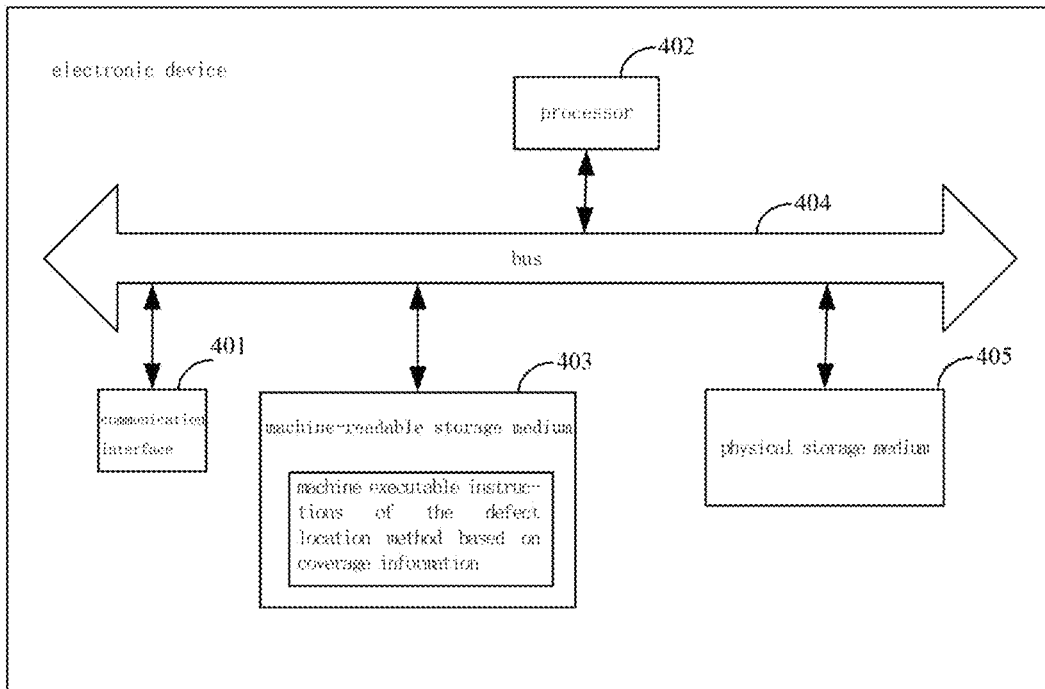 electronic device
402
processor
404
bus
401
communication
interface
403
machine-readable storage medium
machine executable instruc-
tions of the defect
location method based on
coverage information
405
physical storage medium